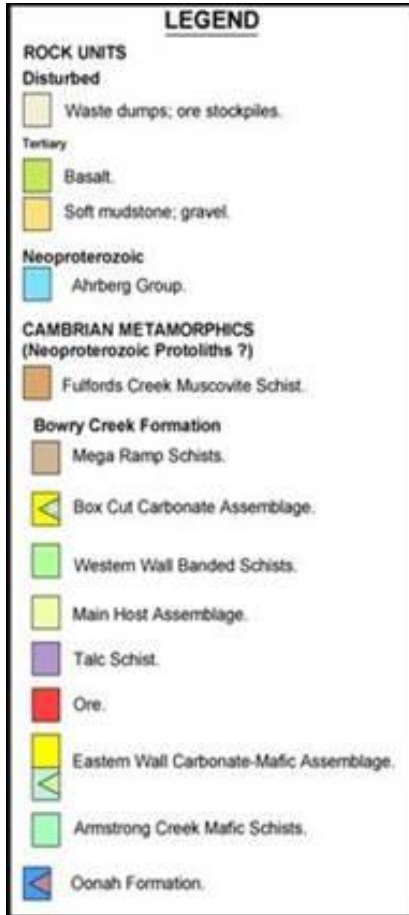 LEGEND
ROCK UNITS
Disturbed
Waste dumps; ore stockpiles.
Tertiary
Basalt.
Soft mudstone; gravel.
Neoproterozoic
Ahrberg Group.
CAMBRIAN METAMORPHICS
(Neoproterozoic Protoliths ?)
Fulfords Creek Muscovite Schist.
Bowry Creek Formation
Mega Ramp Schists.
Box Cut Carbonate Assemblage.
Western Wall Banded Schists.
Main Host Assemblage.
Talc Schist.
Ore.
Eastern Wall Carbonate-Mafic Assemblage.
Armstrong Creek Mafic Schists.
Oonah Formation.